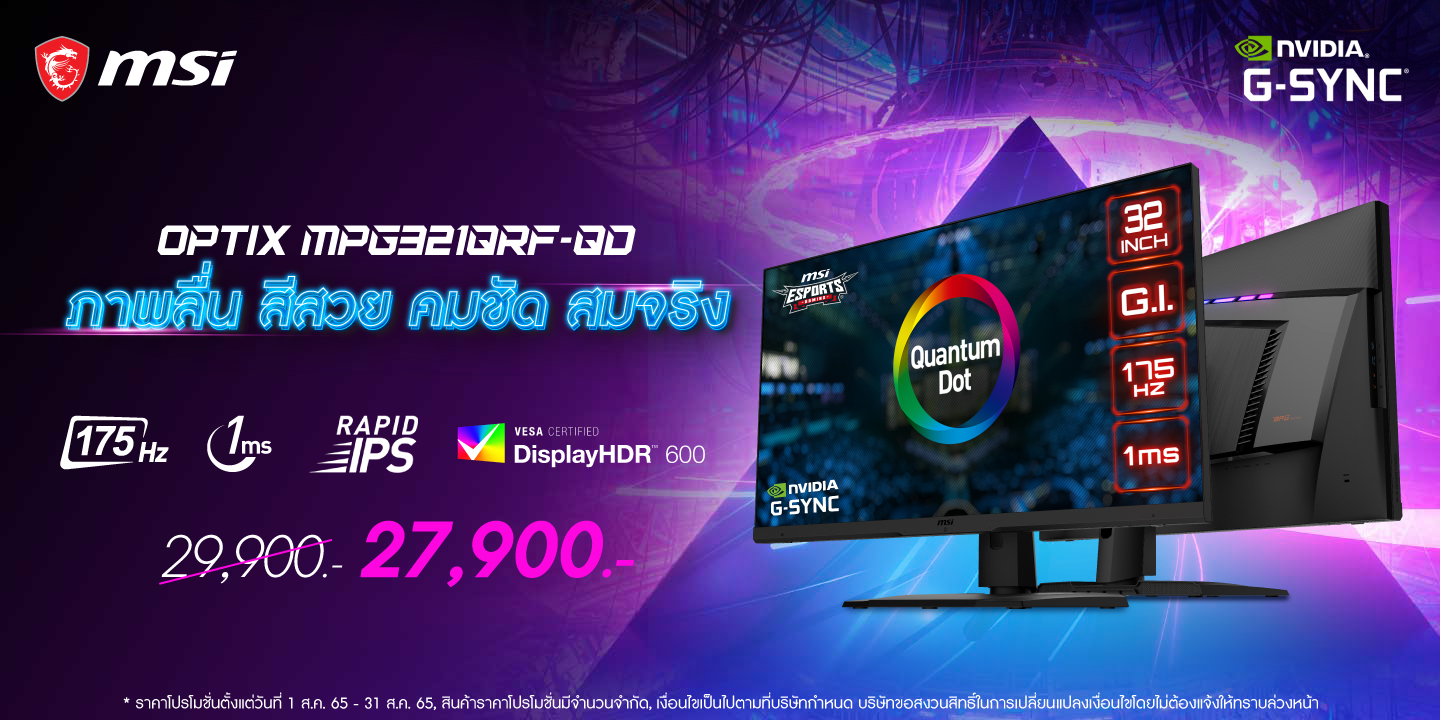 msi
NVIDIA.
G-SYNC
OPTIX MPG321QRF-QD
ภาพลื่น สีสวย คมชัด สมจริง
175 Hz
1ms
RAPID
IPS
VESA CERTIFIED
DisplayHDR™ 600
29,900.- 27,900.-
msi
ESPORTS
GAMING
Quantum
Dot
32
INCH
G.I.
175
HZ
1ms
NVIDIA
G-SYNC
msi
* ราคาโปรโมชั่นตั้งแต่วันที่ 1 ส.ค. 65 - 31 ส.ค. 65, สินค้าราคาโปรโมชั่นมีจำนวนจำกัด, เงื่อนไขเป็นไปตามที่บริษัทกำหนด บริษัทขอสงวนสิทธิ์ในการเปลี่ยนแปลงเงื่อนไขโดยไม่ต้องแจ้งให้ทราบล่วงหน้า